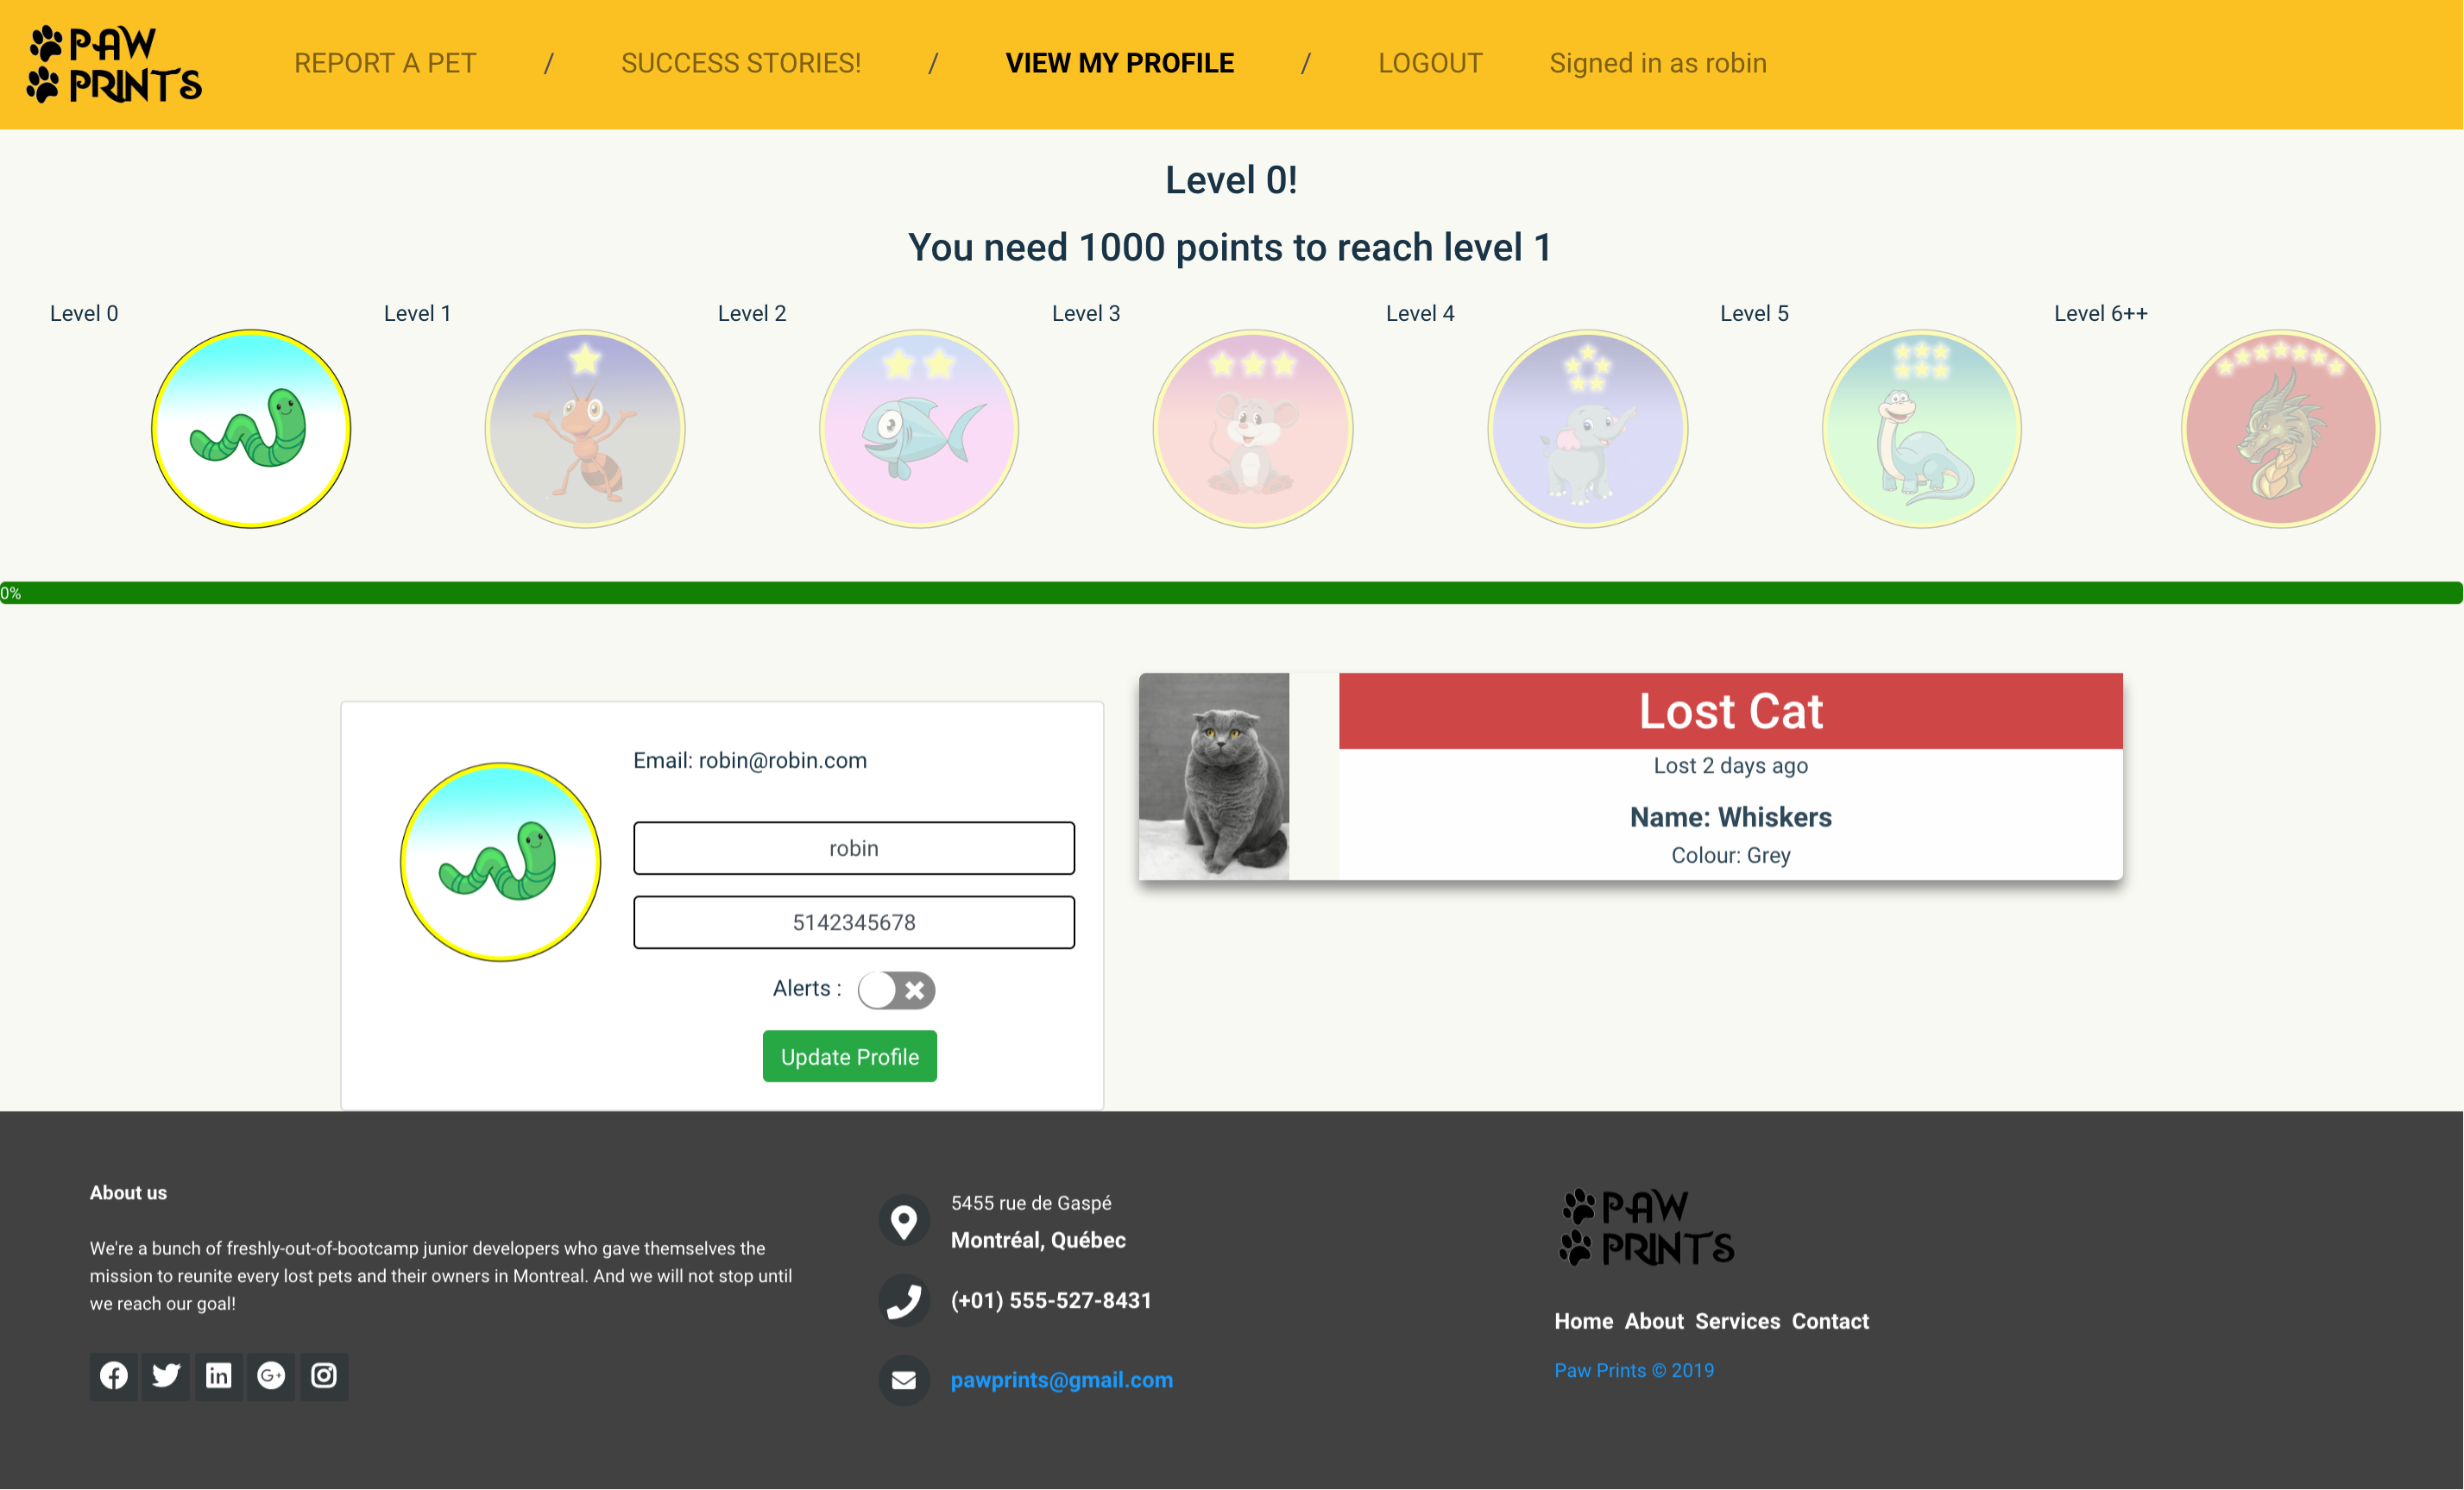 PAW
PRINTS
REPORT A PET / SUCCESS STORIES! / VIEW MY PROFILE / LOGOUT Signed in as robin
Level 0!
You need 1000 points to reach level 1
Level 0 Level 1 Level 2 Level 3 Level 4 Level 5 Level 6++
0%
Email: robin@robin.com
robin
5142345678
Alerts :
Update Profile
Lost Cat
Lost 2 days ago
Name: Whiskers
Colour: Grey
About us
We're a bunch of freshly-out-of-bootcamp junior developers who gave themselves the
mission to reunite every lost pets and their owners in Montreal. And we will not stop until
we reach our goal!
5455 rue de Gaspé
Montréal, Québec
(+01) 555-527-8431
pawprints@gmail.com
PAW
PRINTS
Home About Services Contact
Paw Prints © 2019